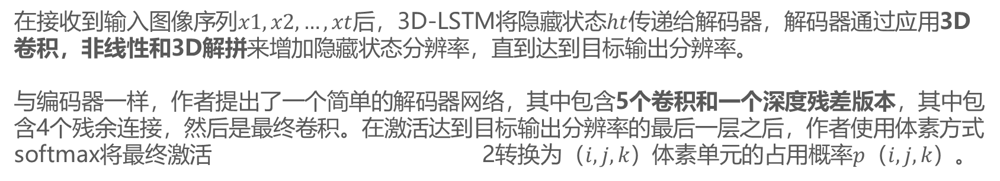 在接收到输入图像序列x1, x2, ... , xt后，3D-LSTM将隐藏状态ht传递给解码器，解码器通过应用3D
卷积，非线性和3D解拼来增加隐藏状态分辨率，直到达到目标输出分辨率。
与编码器一样，作者提出了一个简单的解码器网络，其中包含5个卷积和一个深度残差版本，其中包
含4个残余连接，然后是最终卷积。在激活达到目标输出分辨率的最后一层之后，作者使用体素方式
softmax将最终激活 2转换为（i, j, k）体素单元的占用概率p（i, j, k）。